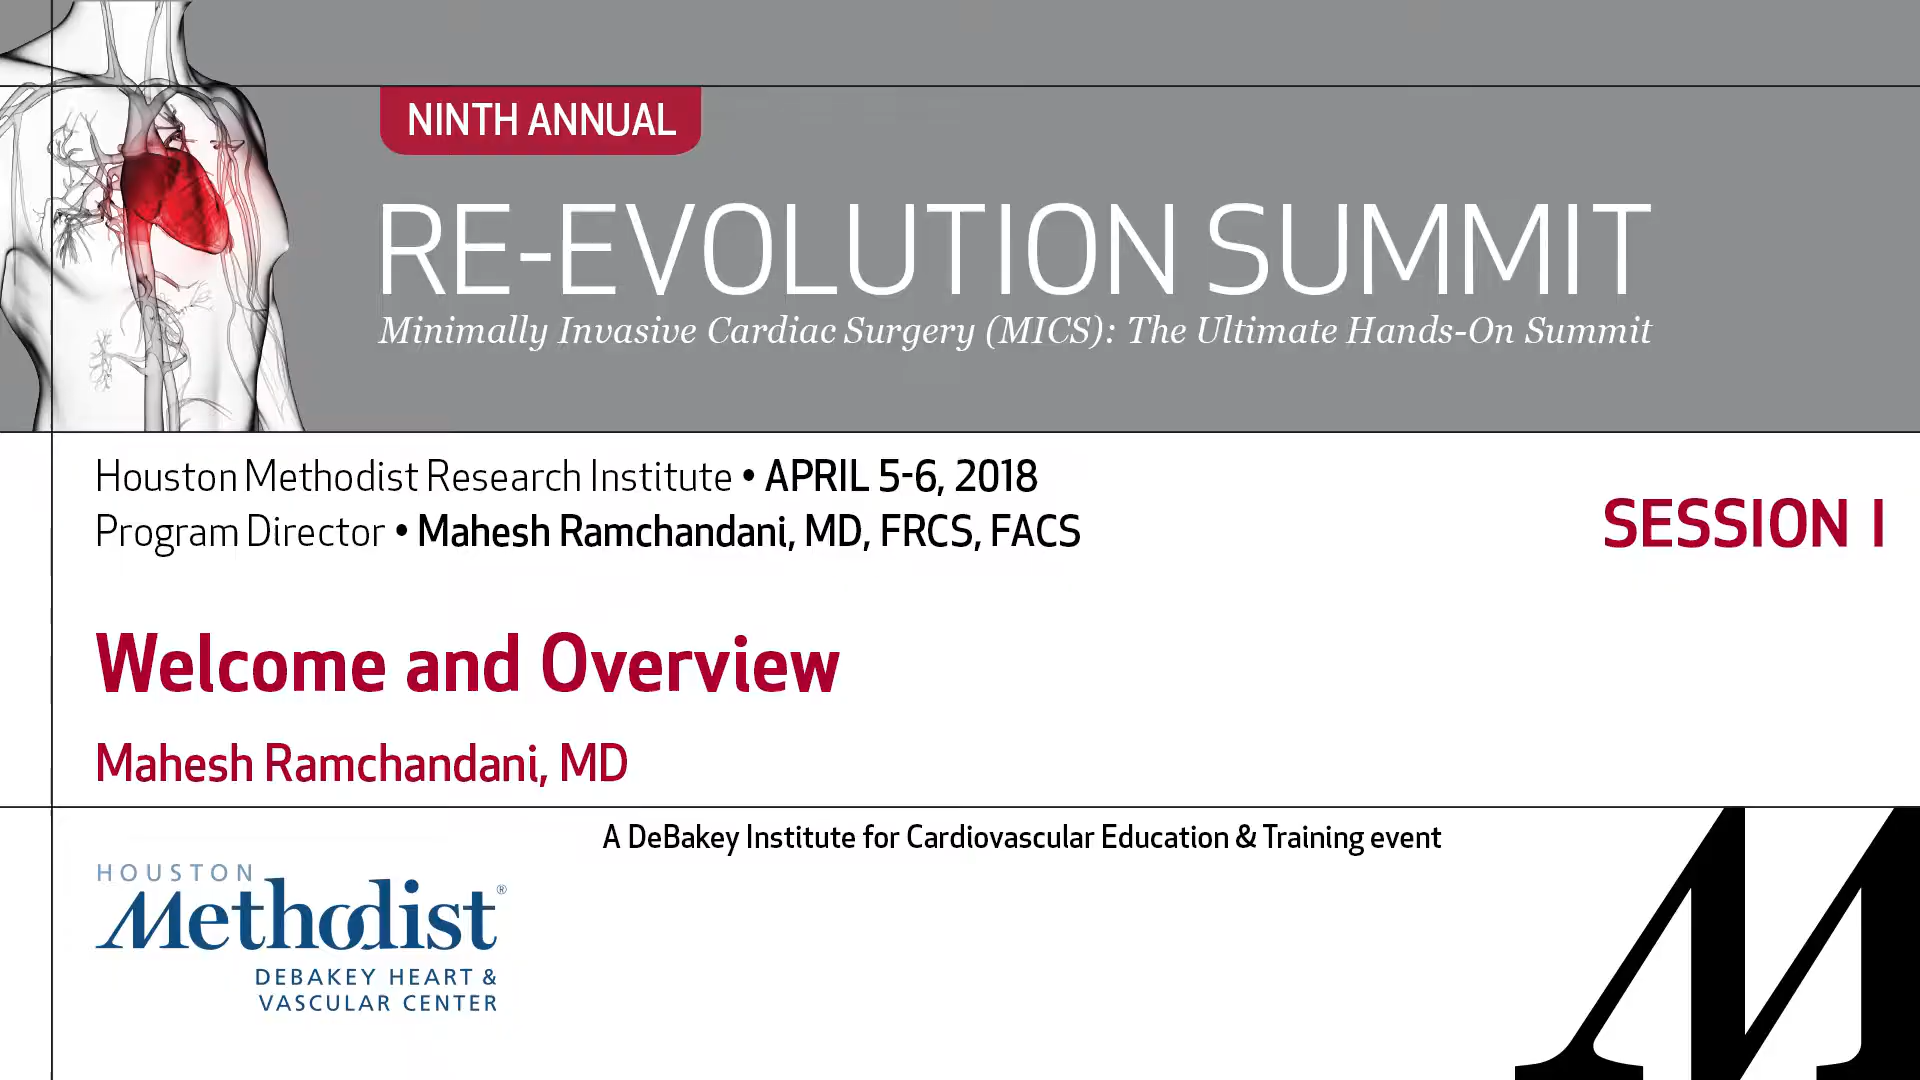 NINTH ANNUAL
RE-EVOLUTION SUMMIT
Minimally Invasive Cardiac Surgery (MICS): The Ultimate Hands-On Summit
Houston Methodist Research Institute • APRIL 5-6, 2018
Program Director • Mahesh Ramchandani, MD, FRCS, FACS
SESSION I
Welcome and Overview
Mahesh Ramchandani, MD
A DeBakey Institute for Cardiovascular Education & Training event
HOUSTON
Methodist®
DEBAKEY HEART &
VASCULAR CENTER
M